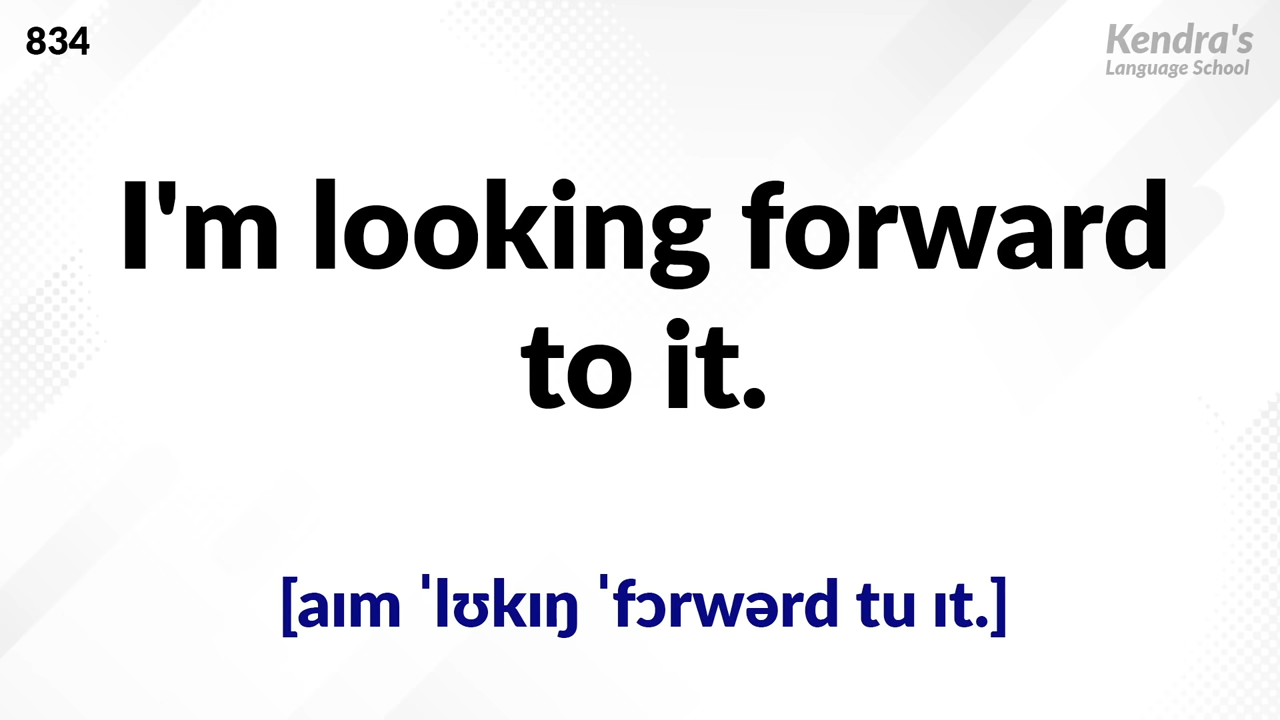 834
Kendra's
Language School
I'm looking forward
to it.
[aɪm ˈlʊkɪŋ ˈfɔrwərd tu ɪt.]